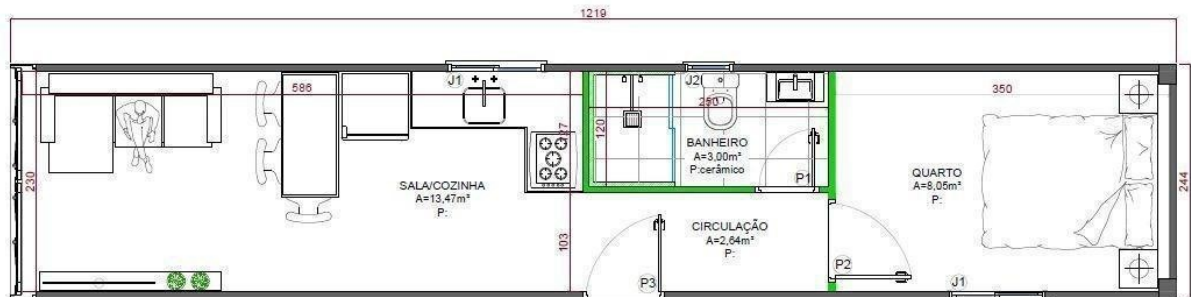 1219
J1
J2
586
250
350
120
27
BANHEIRO
A=3,00m²
P:cerâmico
P1
230
SALA/COZINHA
A=13,47m²
P:
QUARTO
A=8,05m²
P:
244
CIRCULAÇÃO
A=2,64m²
P:
103
P2
P3
J1